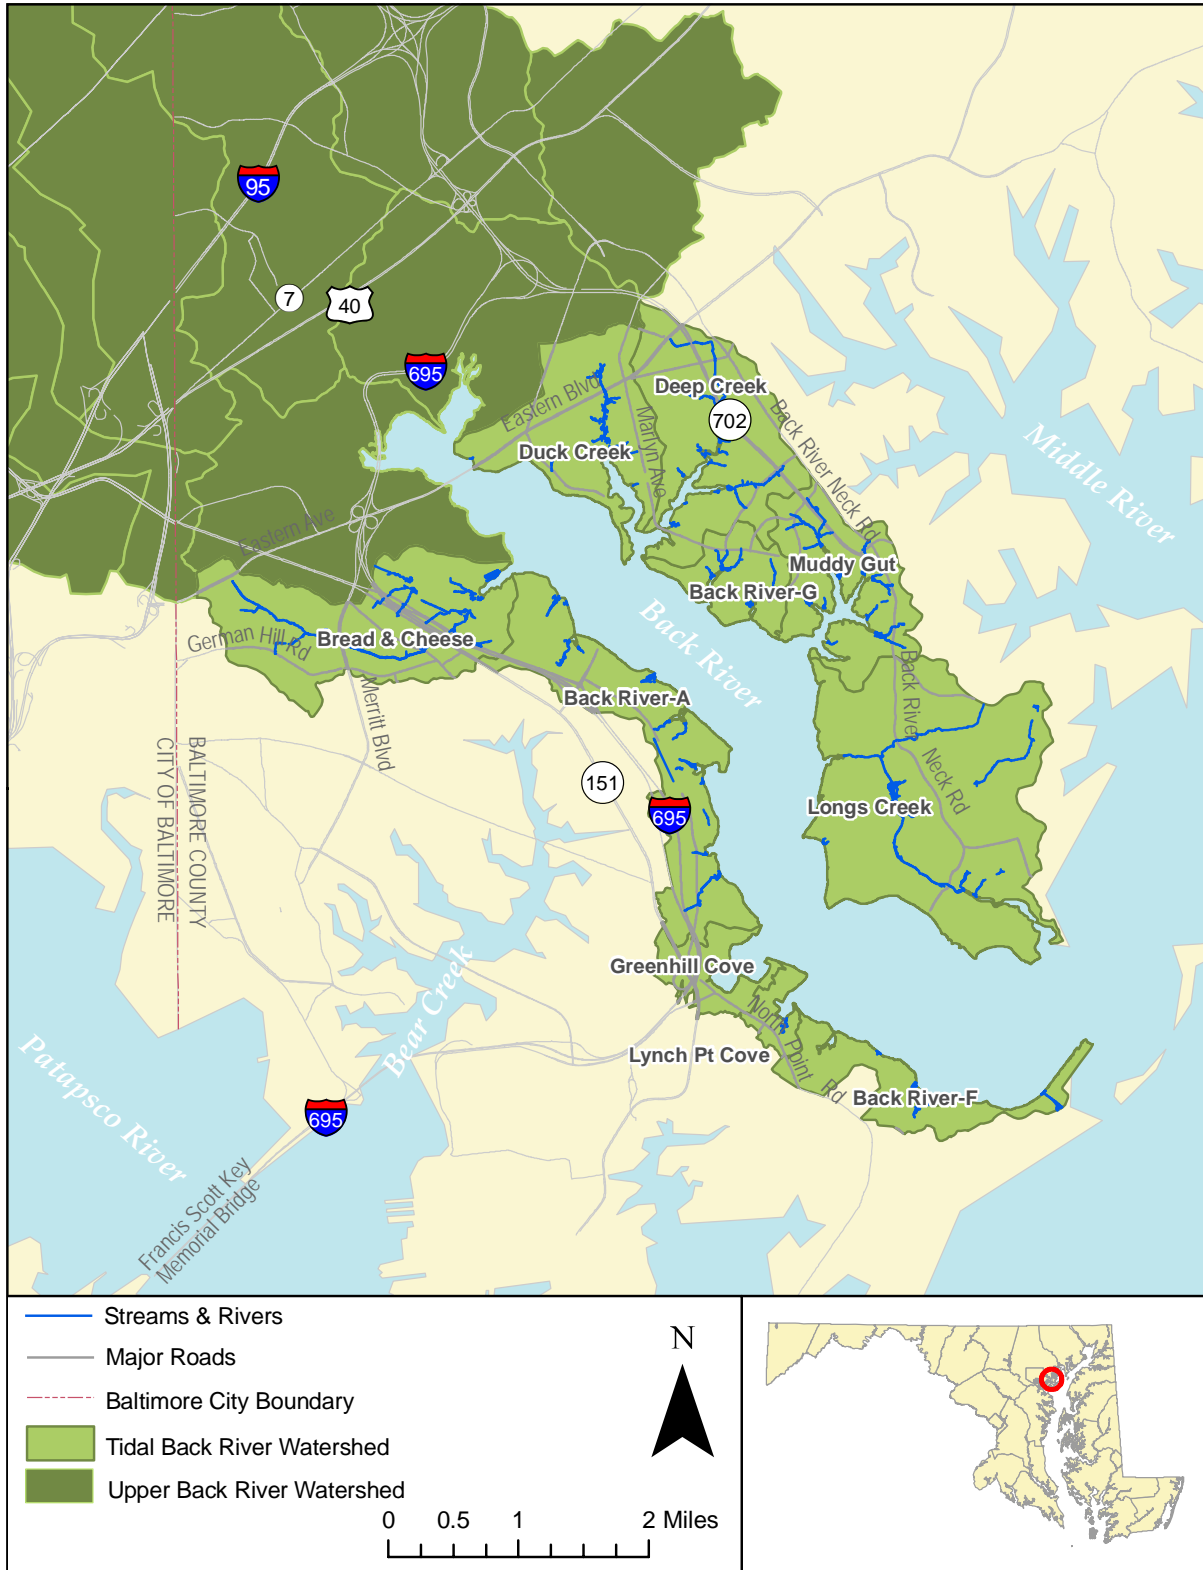 95
7
40
695
Deep Creek
702
Eastern Blvd
Marlyn Ave
Duck Creek
Back River Neck Rd
Middle River
Eastern Ave
Muddy Gut
Back River-G
Back River
German Hill Rd
Bread & Cheese
Merritt Blvd
Back River-A
Back River
Neck Rd
BALTIMORE COUNTY
CITY OF BALTIMORE
151
695
Longs Creek
Greenhill Cove
Bear Creek
North Point
Rd
Lynch Pt Cove
Back River-F
Patapsco River
695
Francis Scott Key
Memorial Bridge
Streams & Rivers
Major Roads
Baltimore City Boundary
Tidal Back River Watershed
Upper Back River Watershed
N
0 0.5 1 2 Miles